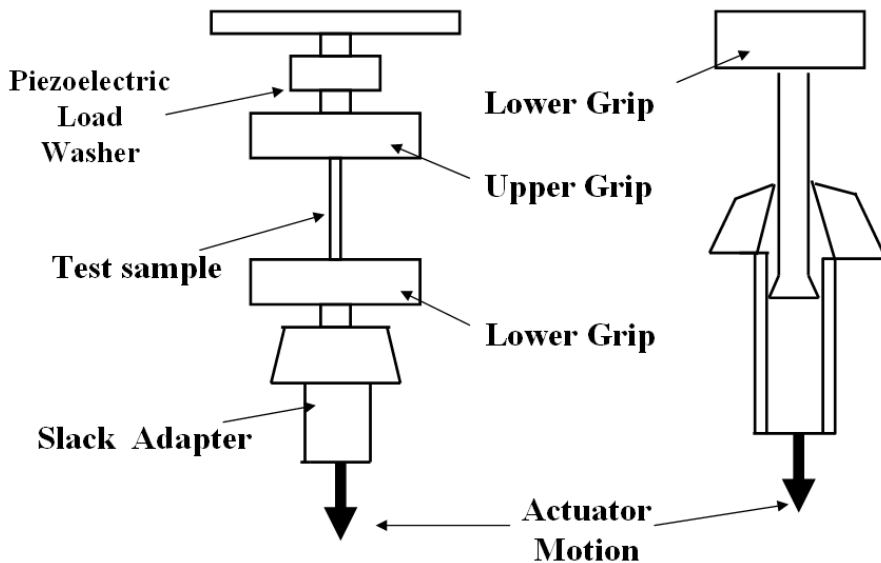 Piezoelectric
Load
Washer
Lower Grip
Upper Grip
Test sample
Lower Grip
Slack Adapter
Actuator
Motion